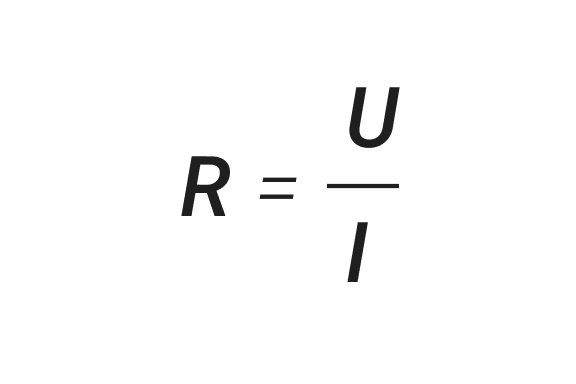 R = U / I